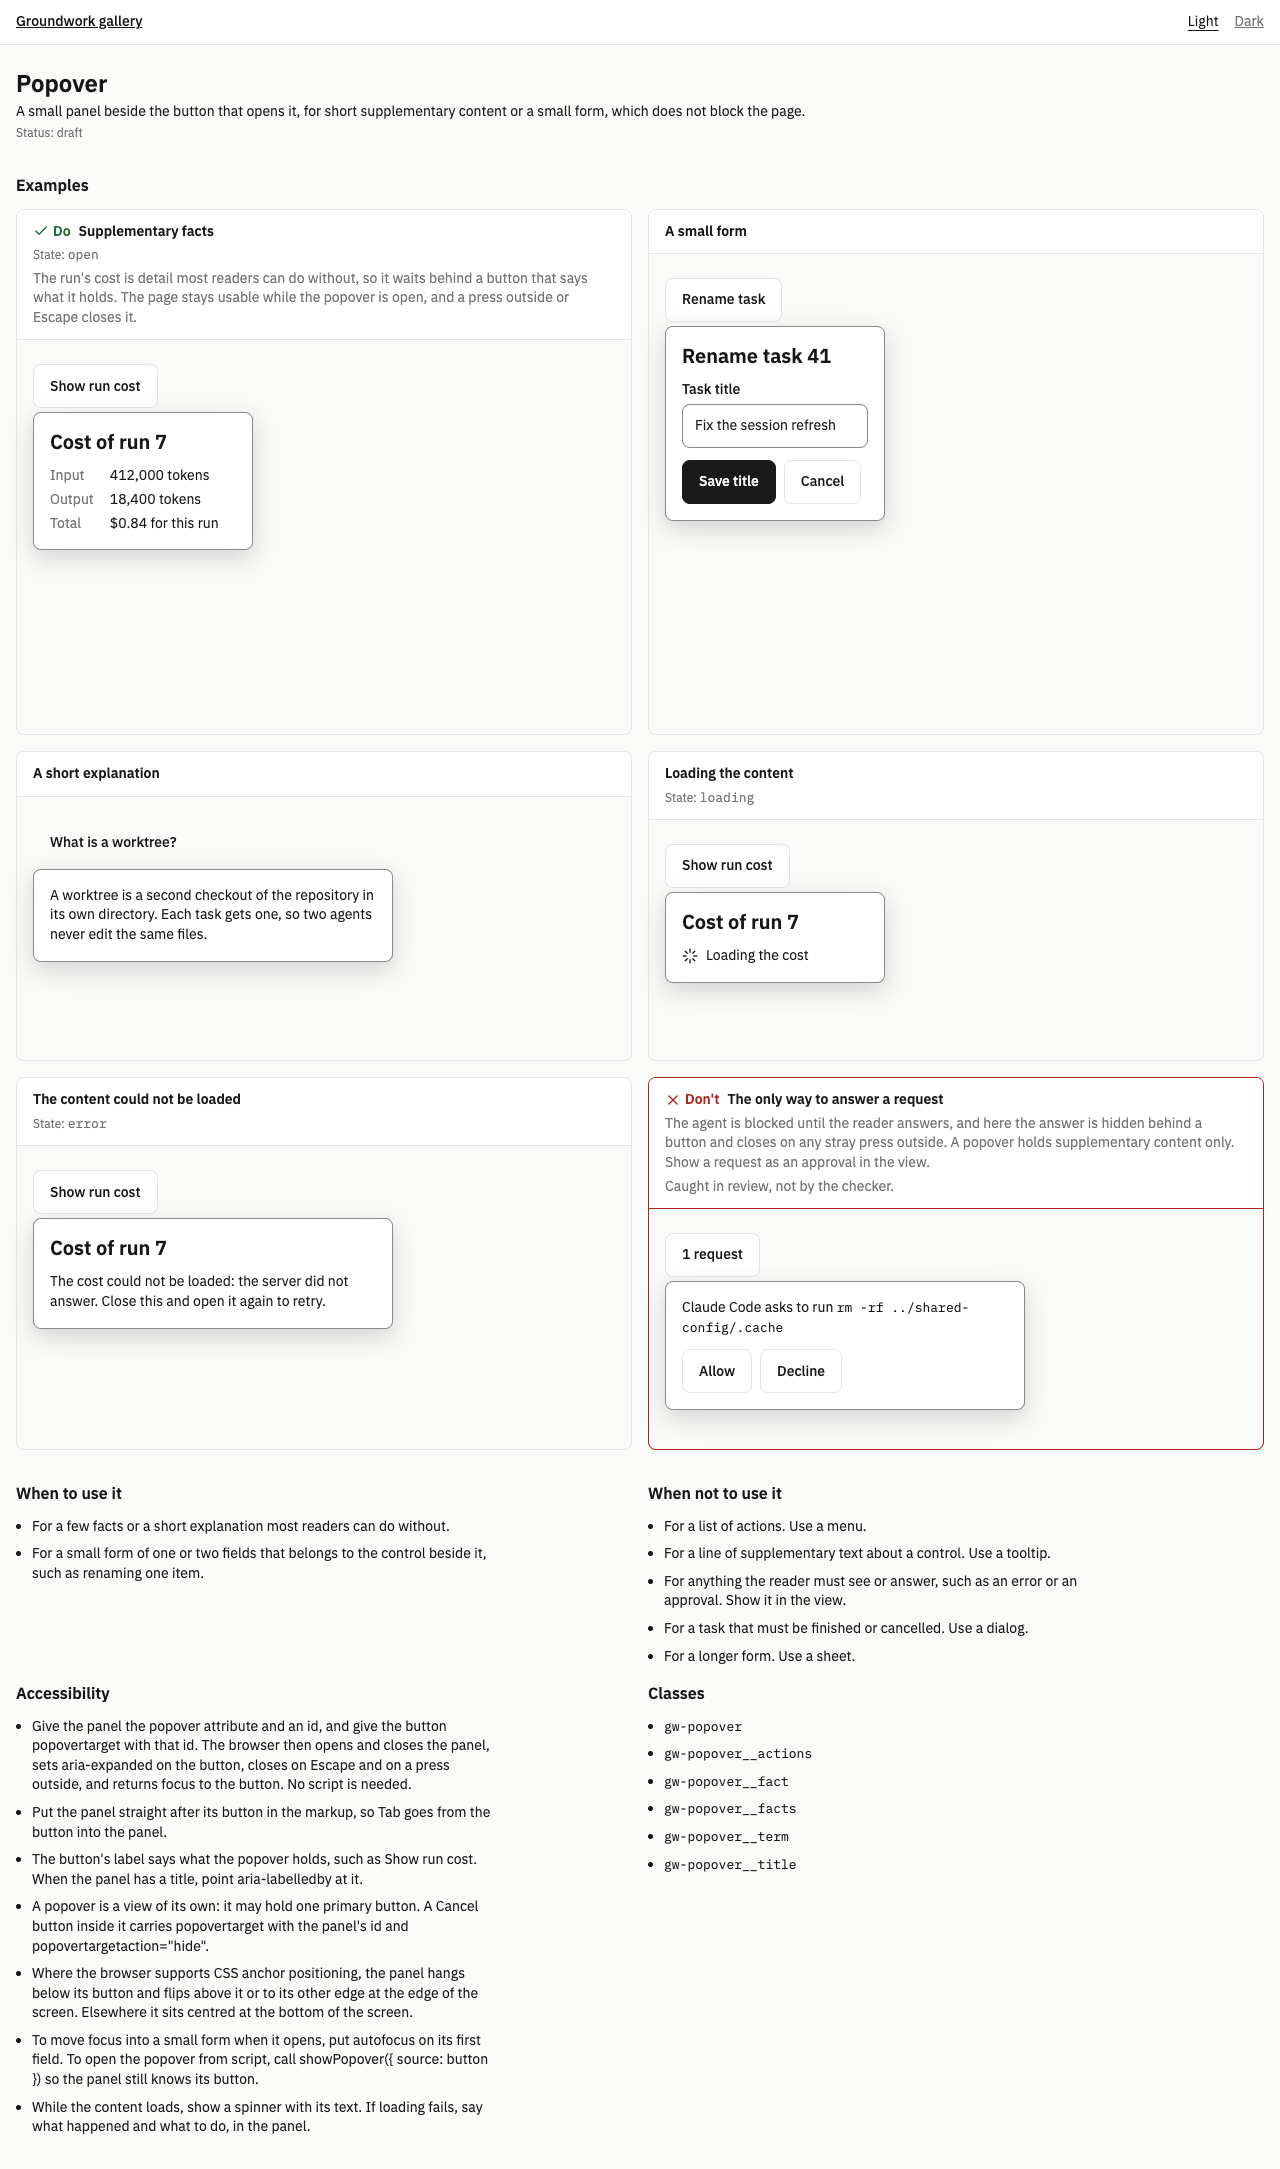 Groundwork gallery
Light Dark
Popover
A small panel beside the button that opens it, for short supplementary content or a small form, which does not block the page.
Status: draft
Examples
Do Supplementary facts
State: open
The run's cost is detail most readers can do without, so it waits behind a button that says
what it holds. The page stays usable while the popover is open, and a press outside or
Escape closes it.
Show run cost
Cost of run 7
Input 412,000 tokens
Output 18,400 tokens
Total $0.84 for this run
A small form
Rename task
Rename task 41
Task title
Fix the session refresh
Save title Cancel
A short explanation
What is a worktree?
A worktree is a second checkout of the repository in
its own directory. Each task gets one, so two agents
never edit the same files.
Loading the content
State: loading
Show run cost
Cost of run 7
Loading the cost
The content could not be loaded
State: error
Show run cost
Cost of run 7
The cost could not be loaded: the server did not
answer. Close this and open it again to retry.
Don't The only way to answer a request
The agent is blocked until the reader answers, and here the answer is hidden behind a
button and closes on any stray press outside. A popover holds supplementary content only.
Show a request as an approval in the view.
Caught in review, not by the checker.
1 request
Claude Code asks to run rm -rf ../shared-
config/.cache
Allow Decline
When to use it
For a few facts or a short explanation most readers can do without.
For a small form of one or two fields that belongs to the control beside it,
such as renaming one item.
When not to use it
For a list of actions. Use a menu.
For a line of supplementary text about a control. Use a tooltip.
For anything the reader must see or answer, such as an error or an
approval. Show it in the view.
For a task that must be finished or cancelled. Use a dialog.
For a longer form. Use a sheet.
Accessibility
Give the panel the popover attribute and an id, and give the button
popovertarget with that id. The browser then opens and closes the panel,
sets aria-expanded on the button, closes on Escape and on a press
outside, and returns focus to the button. No script is needed.
Put the panel straight after its button in the markup, so Tab goes from the
button into the panel.
The button's label says what the popover holds, such as Show run cost.
When the panel has a title, point aria-labelledby at it.
A popover is a view of its own: it may hold one primary button. A Cancel
button inside it carries popovertarget with the panel's id and
popovertargetaction="hide".
Where the browser supports CSS anchor positioning, the panel hangs
below its button and flips above it or to its other edge at the edge of the
screen. Elsewhere it sits centred at the bottom of the screen.
To move focus into a small form when it opens, put autofocus on its first
field. To open the popover from script, call showPopover({ source: button
}) so the panel still knows its button.
While the content loads, show a spinner with its text. If loading fails, say
what happened and what to do, in the panel.
Classes
gw-popover
gw-popover__actions
gw-popover__fact
gw-popover__facts
gw-popover__term
gw-popover__title